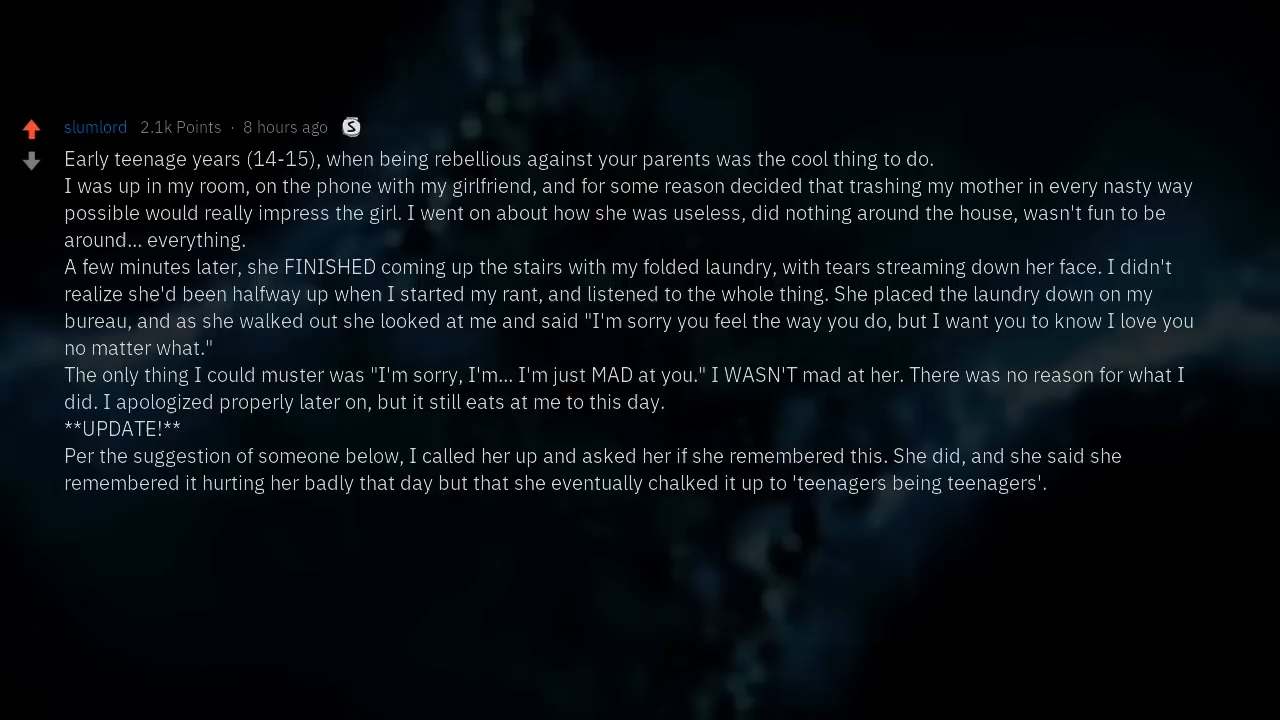 slumlord 2.1k Points · 8 hours ago S
Early teenage years (14-15), when being rebellious against your parents was the cool thing to do.
I was up in my room, on the phone with my girlfriend, and for some reason decided that trashing my mother in every nasty way
possible would really impress the girl. I went on about how she was useless, did nothing around the house, wasn't fun to be
around... everything.
A few minutes later, she FINISHED coming up the stairs with my folded laundry, with tears streaming down her face. I didn't
realize she'd been halfway up when I started my rant, and listened to the whole thing. She placed the laundry down on my
bureau, and as she walked out she looked at me and said "I'm sorry you feel the way you do, but I want you to know I love you
no matter what."
The only thing I could muster was "I'm sorry, I'm... I'm just MAD at you." I WASN'T mad at her. There was no reason for what I
did. I apologized properly later on, but it still eats at me to this day.
**UPDATE!**
Per the suggestion of someone below, I called her up and asked her if she remembered this. She did, and she said she
remembered it hurting her badly that day but that she eventually chalked it up to 'teenagers being teenagers'.